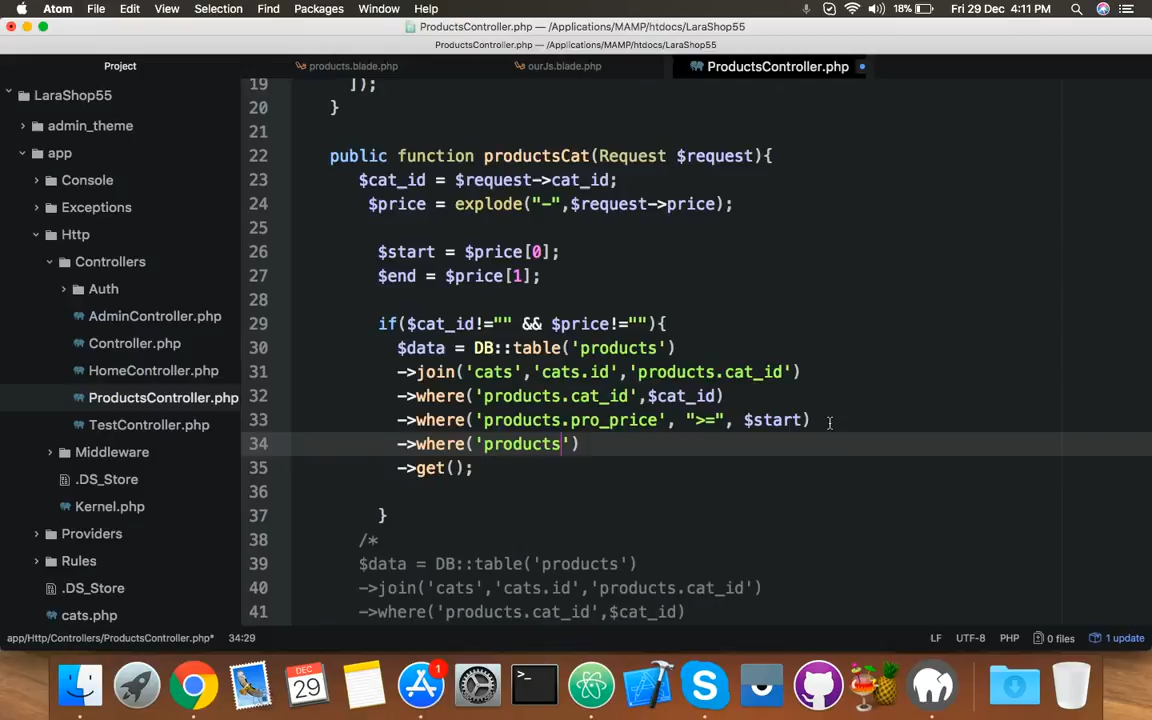 Atom File Edit View Selection Find Packages Window Help 18% Fri 29 Dec 4:11 PM
ProductsController.php — /Applications/MAMP/htdocs/LaraShop55
ProductsController.php — /Applications/MAMP/htdocs/LaraShop55
Project products.blade.php ourJs.blade.php ProductsController.php
LaraShop55
admin_theme
app
Console
Exceptions
Http
Controllers
Auth
AdminController.php
Controller.php
HomeController.php
ProductsController.php
TestController.php
Middleware
.DS_Store
Kernel.php
Providers
Rules
.DS_Store
cats.php
19 ]);
20 }
21
22 public function productsCat(Request $request){
23 $cat_id = $request->cat_id;
24 $price = explode("-",$request->price);
25
26 $start = $price[0];
27 $end = $price[1];
28
29 if($cat_id!="" && $price!=""){
30 $data = DB::table('products')
31 ->join('cats','cats.id','products.cat_id')
32 ->where('products.cat_id',$cat_id)
33 ->where('products.pro_price', ">=", $start)
34 ->where('products')
35 ->get();
36
37 }
38 /*
39 $data = DB::table('products')
40 ->join('cats','cats.id','products.cat_id')
41 ->where('products.cat_id',$cat_id)
app/Http/Controllers/ProductsController.php* 34:29 LF UTF-8 PHP 0 files 1 update
DEC
29
1
>_
S